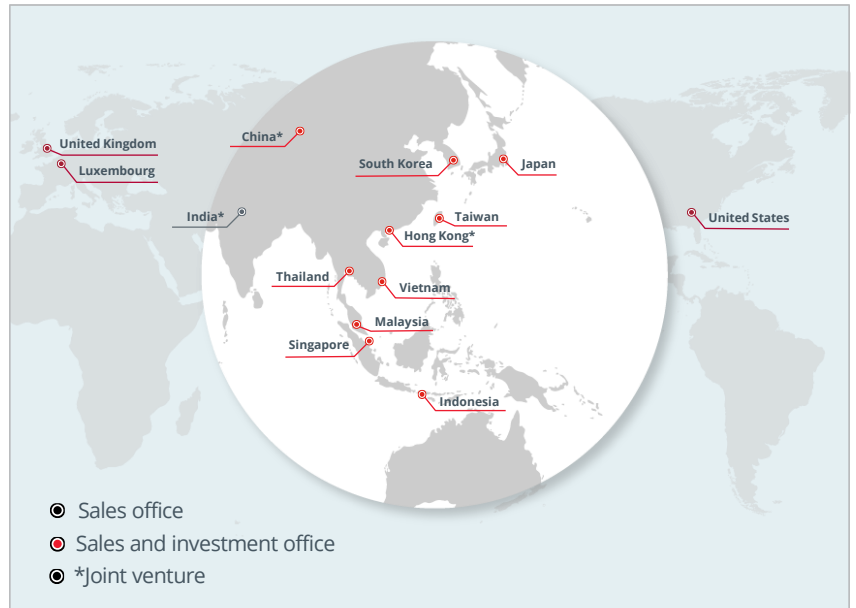 United Kingdom
Luxembourg
China*
South Korea
Japan
India*
Taiwan
United States
Hong Kong*
Thailand
Vietnam
Malaysia
Singapore
Indonesia
Sales office
Sales and investment office
*Joint venture